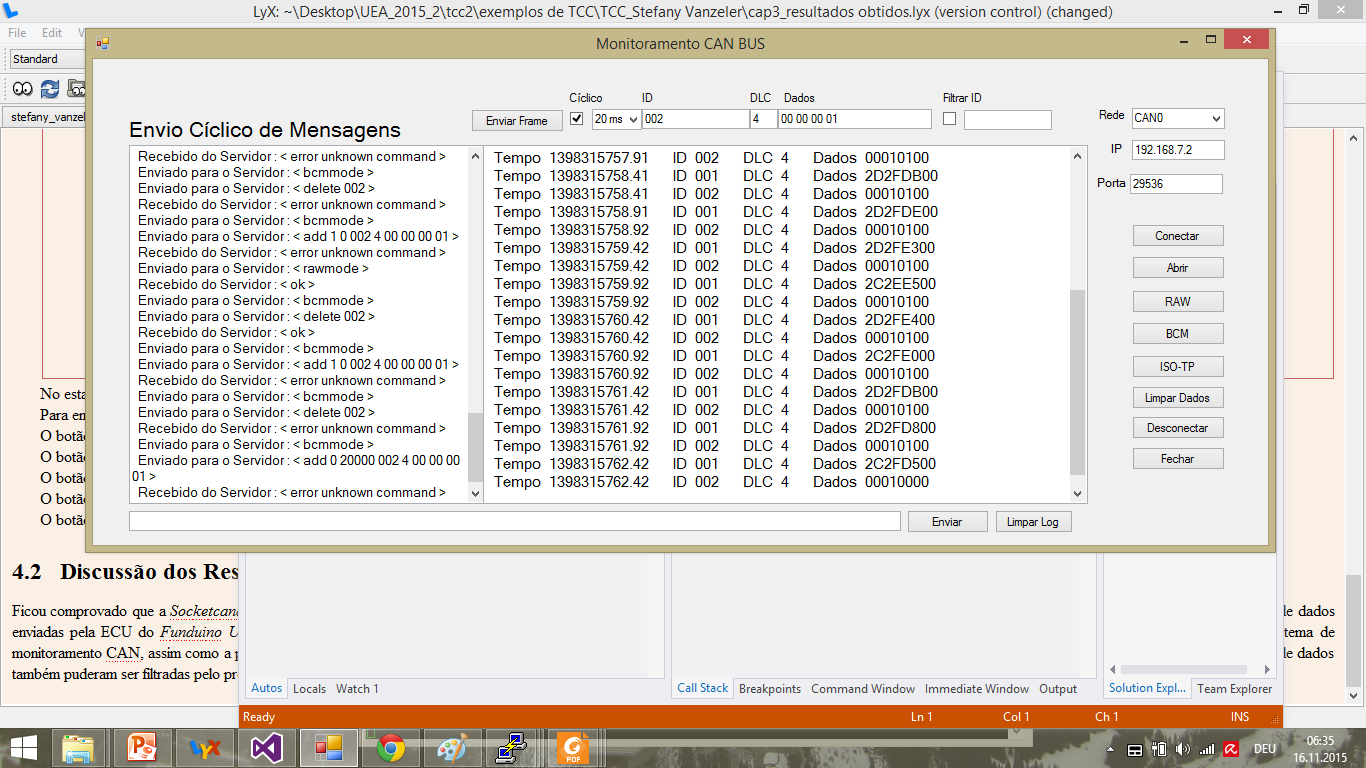 LyX: ~\Desktop\UEA_2015_2\tcc2\exemplos de TCC\TCC_Stefany Vanzeler\cap3_resultados obtidos.lyx (version control) (changed)
File Edit
Monitoramento CAN BUS
Standard
stefany_vanzel
Envio Cíclico de Mensagens
Enviar Frame
Cíclico ID DLC Dados Filtrar ID
20 ms 002 4 00 00 00 01
Rede CAN0
IP 192.168.7.2
Porta 29536
Recebido do Servidor : < error unknown command >
Enviado para o Servidor : < bcmmode >
Enviado para o Servidor : < delete 002 >
Recebido do Servidor : < error unknown command >
Enviado para o Servidor : < bcmmode >
Enviado para o Servidor : < add 1 0 002 4 00 00 00 01 >
Recebido do Servidor : < error unknown command >
Enviado para o Servidor : < rawmode >
Recebido do Servidor : < ok >
Enviado para o Servidor : < bcmmode >
Enviado para o Servidor : < delete 002 >
Recebido do Servidor : < ok >
Enviado para o Servidor : < bcmmode >
Enviado para o Servidor : < add 1 0 002 4 00 00 00 01 >
Recebido do Servidor : < error unknown command >
Enviado para o Servidor : < bcmmode >
Enviado para o Servidor : < delete 002 >
Recebido do Servidor : < error unknown command >
Enviado para o Servidor : < bcmmode >
Enviado para o Servidor : < add 0 20000 002 4 00 00 00
01 >
Recebido do Servidor : < error unknown command >
Tempo 1398315757.91 ID 002 DLC 4 Dados 00010100
Tempo 1398315758.41 ID 001 DLC 4 Dados 2D2FDB00
Tempo 1398315758.41 ID 002 DLC 4 Dados 00010100
Tempo 1398315758.91 ID 001 DLC 4 Dados 2D2FDE00
Tempo 1398315758.92 ID 002 DLC 4 Dados 00010100
Tempo 1398315759.42 ID 001 DLC 4 Dados 2D2FE300
Tempo 1398315759.42 ID 002 DLC 4 Dados 00010100
Tempo 1398315759.92 ID 001 DLC 4 Dados 2C2EE500
Tempo 1398315759.92 ID 002 DLC 4 Dados 00010100
Tempo 1398315760.42 ID 001 DLC 4 Dados 2D2FE400
Tempo 1398315760.42 ID 002 DLC 4 Dados 00010100
Tempo 1398315760.92 ID 001 DLC 4 Dados 2C2FE000
Tempo 1398315760.92 ID 002 DLC 4 Dados 00010100
Tempo 1398315761.42 ID 001 DLC 4 Dados 2D2FDB00
Tempo 1398315761.42 ID 002 DLC 4 Dados 00010100
Tempo 1398315761.92 ID 001 DLC 4 Dados 2D2FD800
Tempo 1398315761.92 ID 002 DLC 4 Dados 00010100
Tempo 1398315762.42 ID 001 DLC 4 Dados 2C2FD500
Tempo 1398315762.42 ID 002 DLC 4 Dados 00010000
Conectar
Abrir
RAW
BCM
ISO-TP
Limpar Dados
Desconectar
Fechar
Enviar Limpar Log
No esta
Para en
O botã
O botã
O botã
O botã
O botã
4.2 Discussão dos Res
Ficou comprovado que a Socketcan
enviadas pela ECU do Funduino U
monitoramento CAN, assim como a p
também puderam ser filtradas pelo pr
le dados
tema de
le dados
Autos Locals Watch 1
Call Stack Breakpoints Command Window Immediate Window Output
Solution Expl... Team Explorer
Ready Ln 1 Col 1 Ch 1 INS
DEU
06:35
16.11.2015